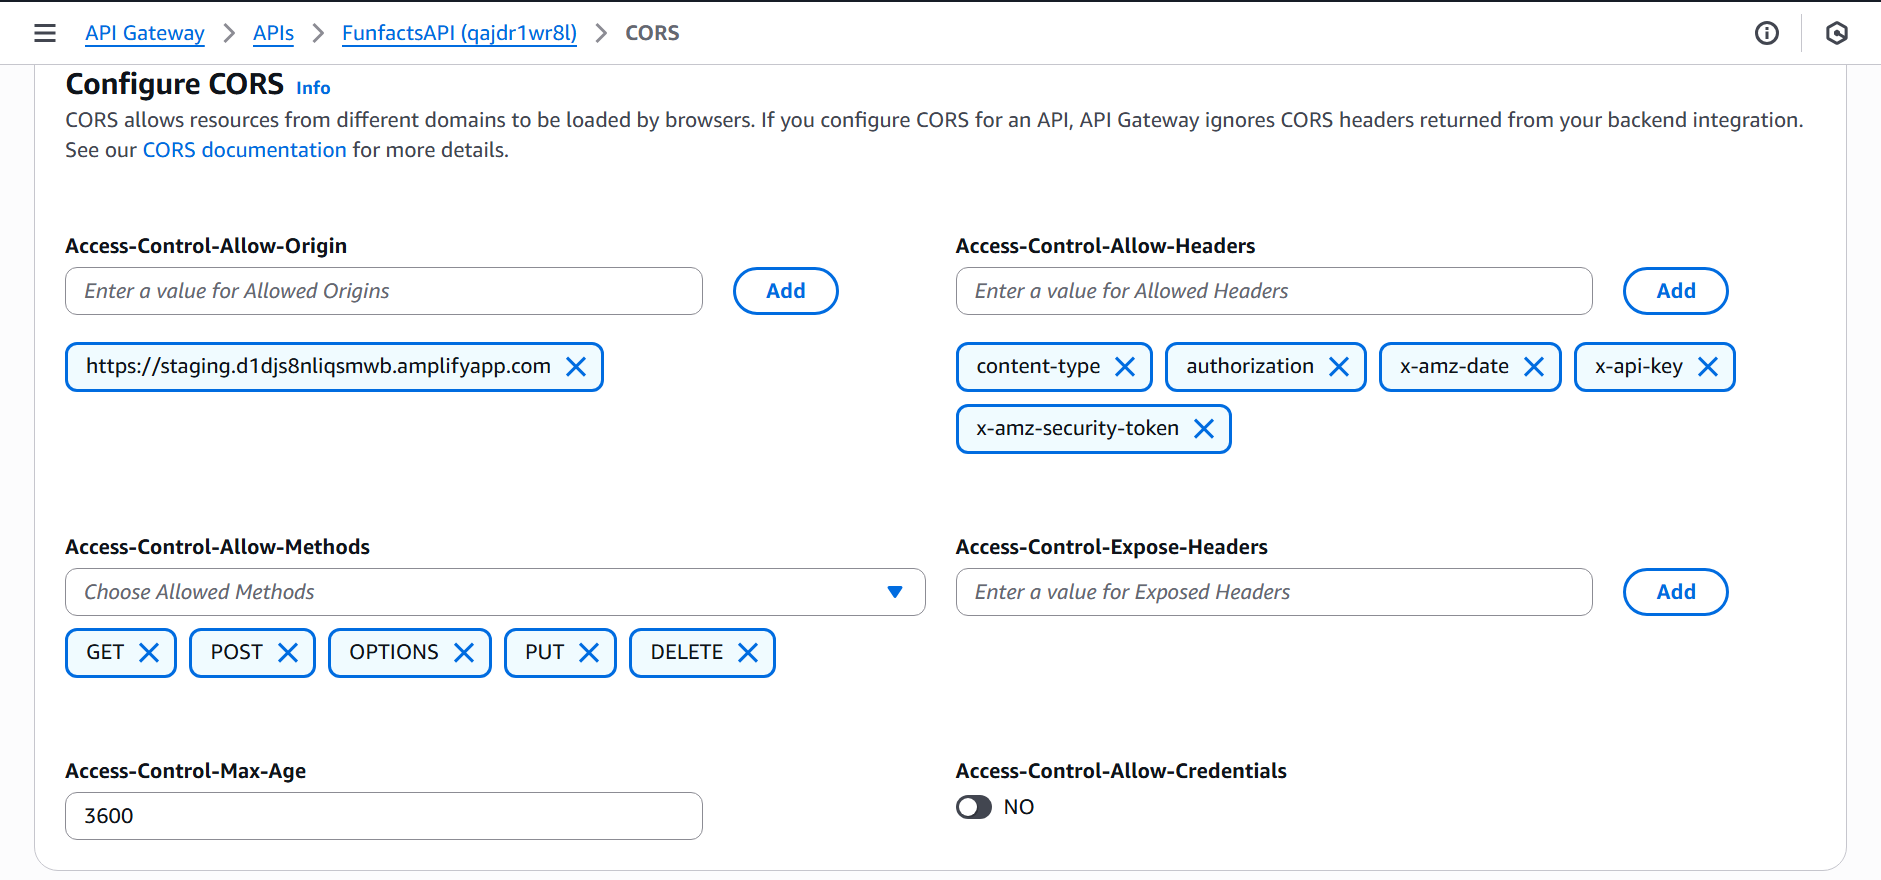 API Gateway > APIs > FunfactsAPI (qajdr1wr8l) > CORS
Configure CORS Info
CORS allows resources from different domains to be loaded by browsers. If you configure CORS for an API, API Gateway ignores CORS headers returned from your backend integration.
See our CORS documentation for more details.
Access-Control-Allow-Origin
Enter a value for Allowed Origins Add
https://staging.d1djs8nliqsmwb.amplifyapp.com
Access-Control-Allow-Headers
Enter a value for Allowed Headers Add
content-type authorization x-amz-date x-api-key
x-amz-security-token
Access-Control-Allow-Methods
Choose Allowed Methods
GET POST OPTIONS PUT DELETE
Access-Control-Expose-Headers
Enter a value for Exposed Headers Add
Access-Control-Max-Age
3600
Access-Control-Allow-Credentials
NO